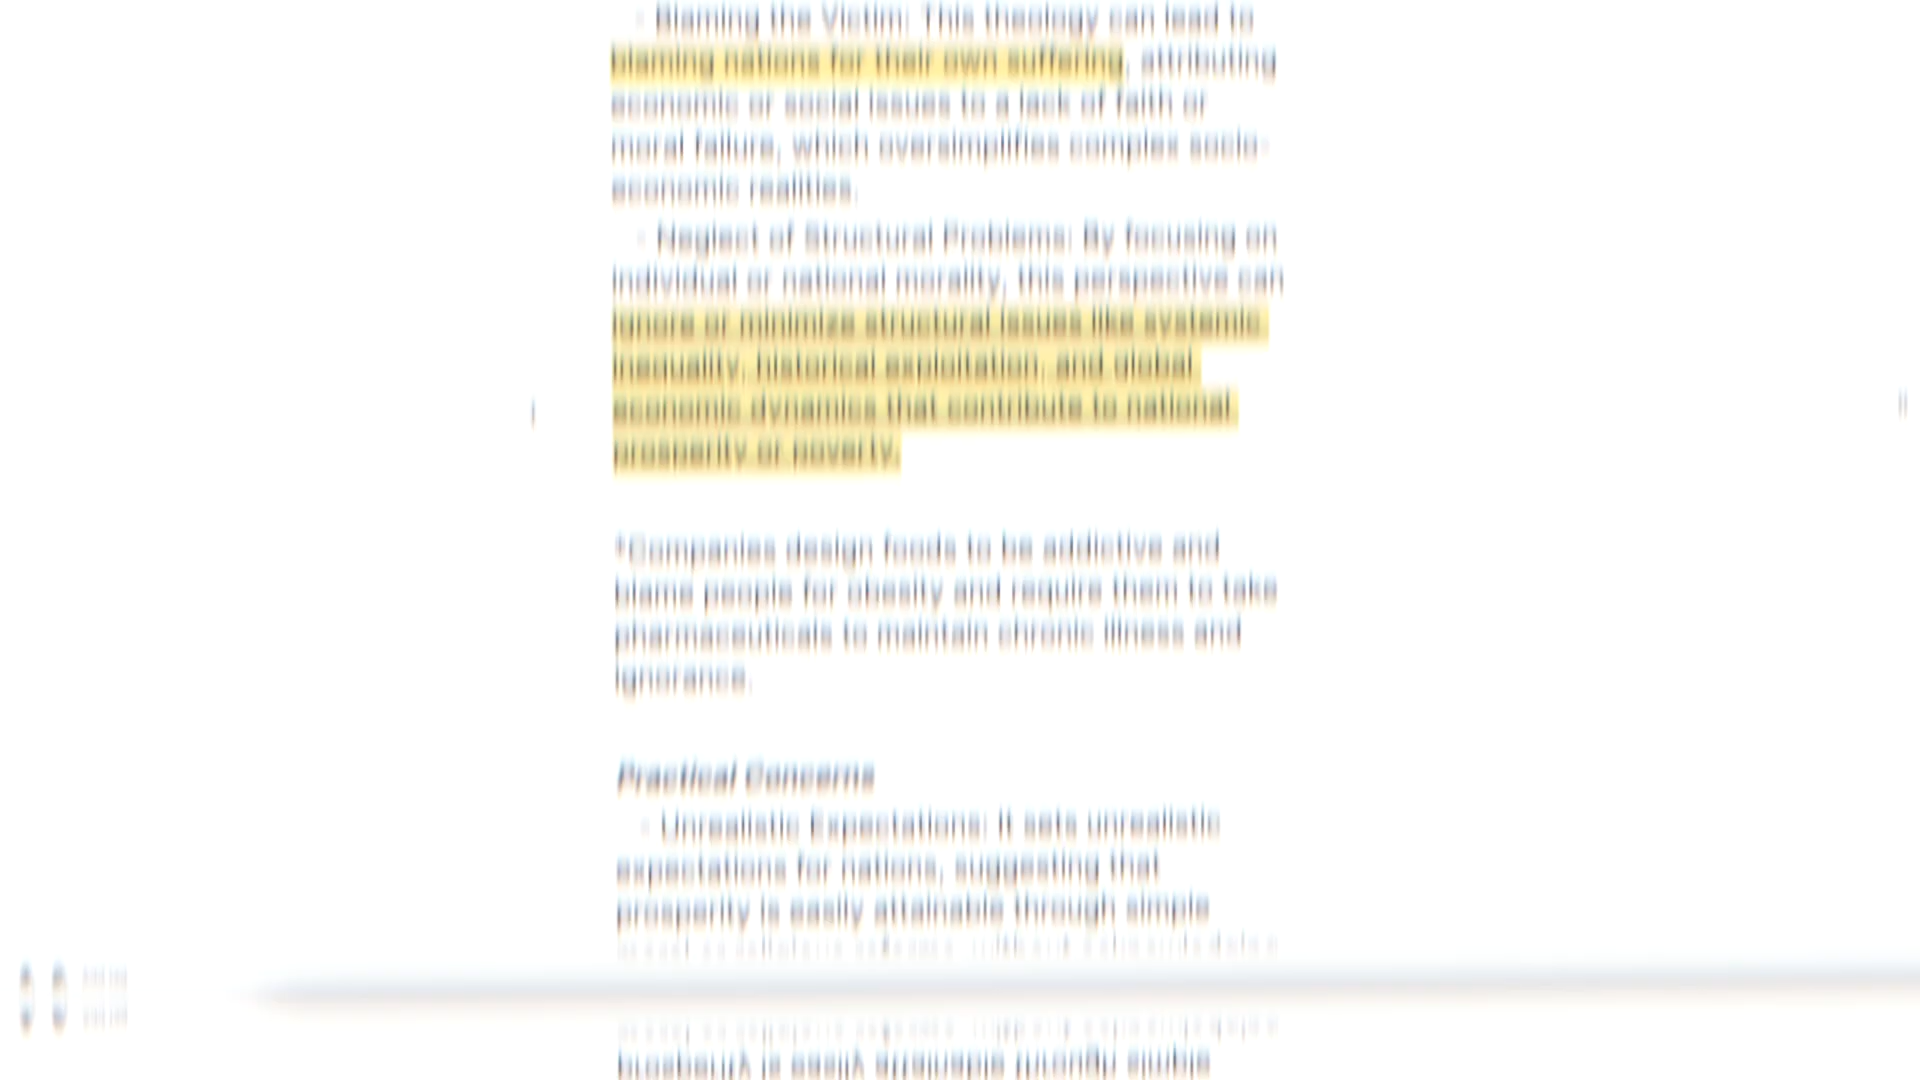 · Blaming the Victim: This theology can lead to
blaming nations for their own suffering, attributing
economic or social issues to a lack of faith or
moral failure, which oversimplifies complex socio-
economic realities.
· Neglect of Structural Problems: By focusing on
individual or national morality, this perspective can
ignore or minimize structural issues like systemic
inequality, historical exploitation, and global
economic dynamics that contribute to national
prosperity or poverty.
*Companies design foods to be addictive and
blame people for obesity and require them to take
pharmaceuticals to maintain chronic illness and
ignorance.
Practical Concerns
· Unrealistic Expectations: It sets unrealistic
expectations for nations, suggesting that
prosperity is easily attainable through simple